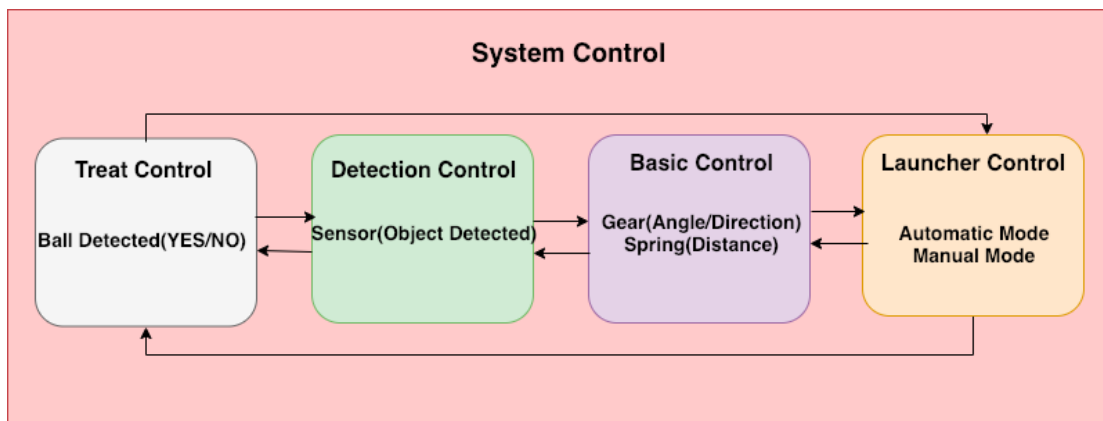 System Control
Treat Control
Ball Detected(YES/NO)
Detection Control
Sensor(Object Detected)
Basic Control
Gear(Angle/Direction)
Spring(Distance)
Launcher Control
Automatic Mode
Manual Mode